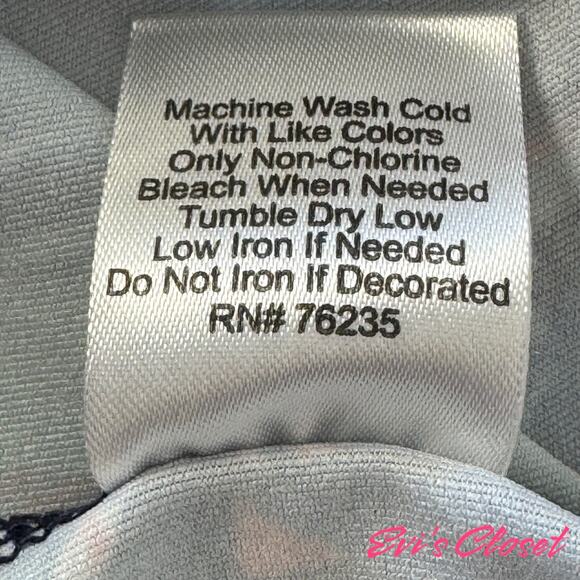 Machine Wash Cold
With Like Colors
Only Non-Chlorine
Bleach When Needed
Tumble Dry Low
Low Iron If Needed
Do Not Iron If Decorated
RN# 76235
Evi's Closet